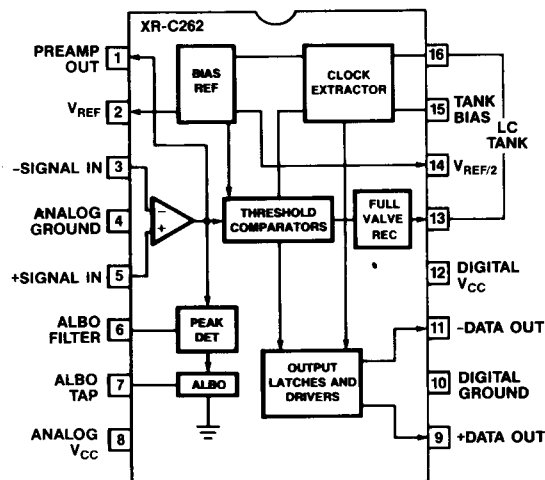 XR-C262
PREAMP
OUT
1
VREF
2
–SIGNAL IN
3
ANALOG
GROUND
4
+SIGNAL IN
5
ALBO
FILTER
6
ALBO
TAP
7
ANALOG
VCC
8
BIAS
REF
CLOCK
EXTRACTOR
–
+
THRESHOLD
COMPARATORS
FULL
VALVE
REC
PEAK
DET
ALBO
OUTPUT
LATCHES AND
DRIVERS
16
15
TANK
BIAS
LC
TANK
14
VREF/2
13
12
DIGITAL
VCC
11
–DATA OUT
10
DIGITAL
GROUND
9
+DATA OUT